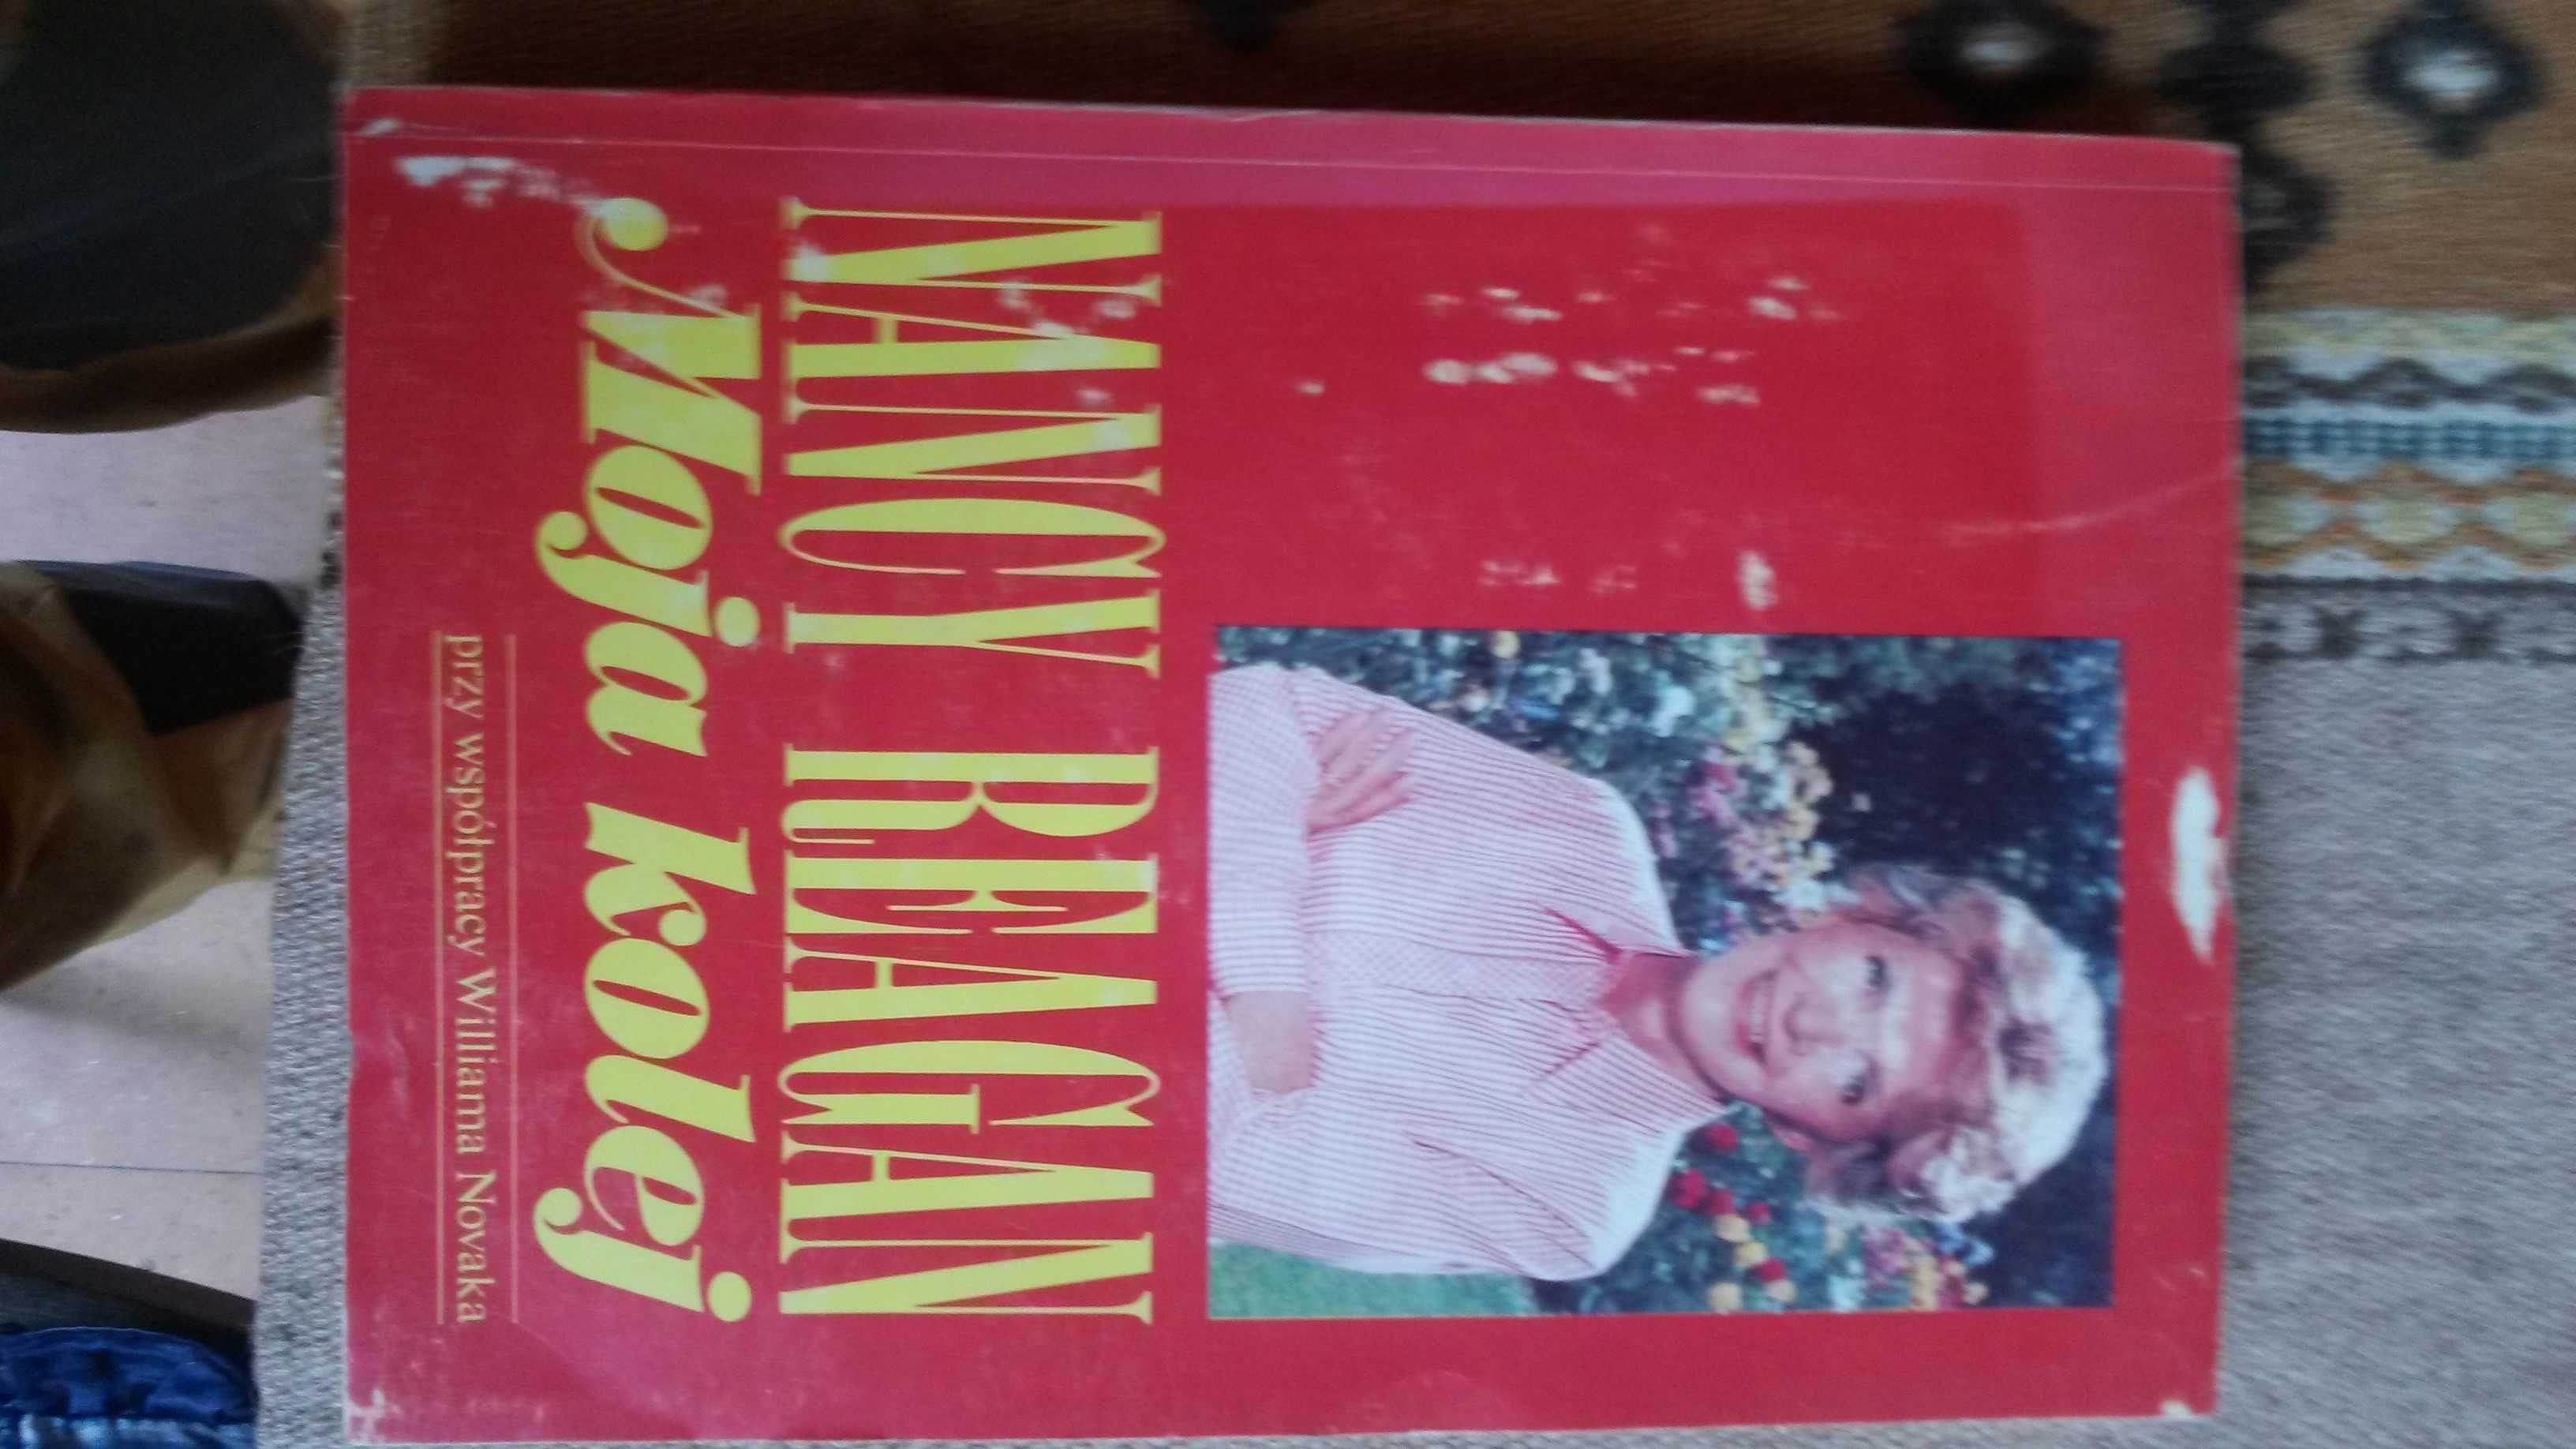 NANCY REAGAN
Moja kolej
przy współpracy Williama Novaka